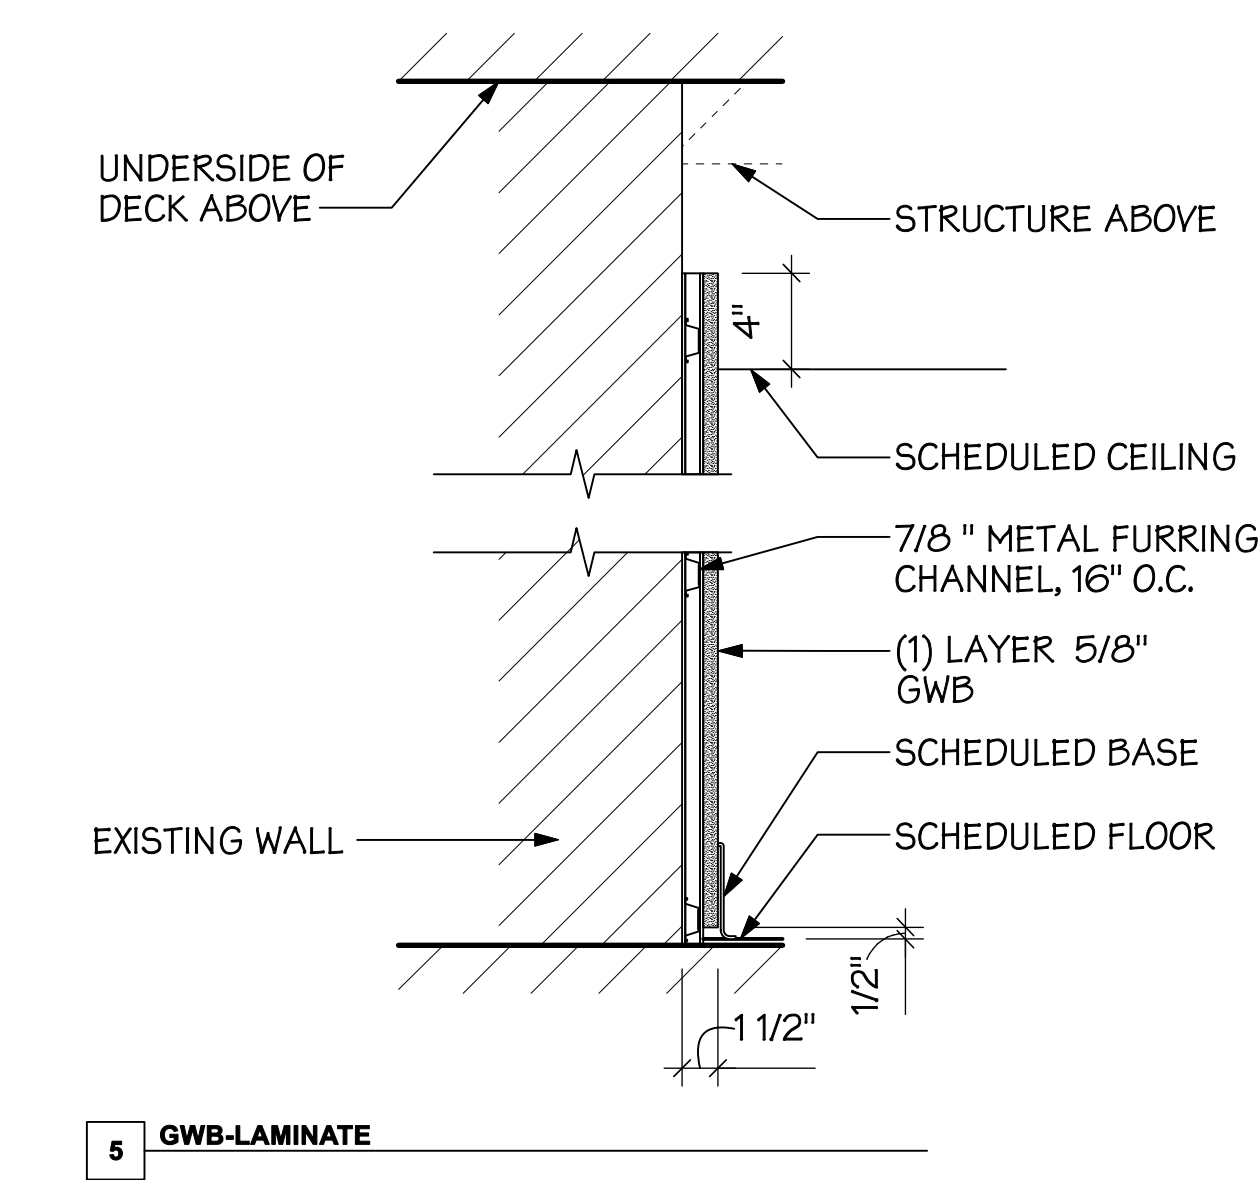 UNDERSIDE OF
DECK ABOVE
STRUCTURE ABOVE
4"
SCHEDULED CEILING
7/8 " METAL FURRING
CHANNEL, 16" O.C.
(1) LAYER 5/8"
GWB
SCHEDULED BASE
EXISTING WALL
SCHEDULED FLOOR
1/2"
1 1/2"
5
GWB-LAMINATE